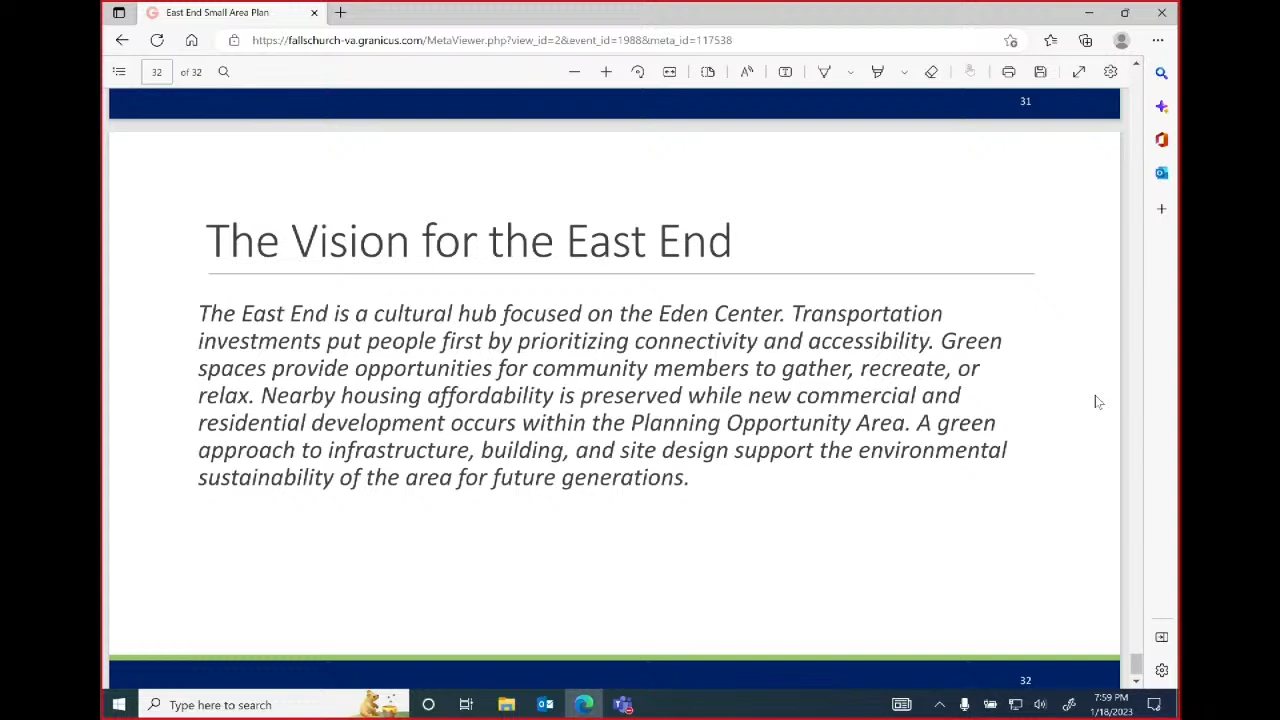 East End Small Area Plan
https://fallschurch-va.granicus.com/MetaViewer.php?view_id=2&event_id=1988&meta_id=117538
32 of 32
31
The Vision for the East End
The East End is a cultural hub focused on the Eden Center. Transportation
investments put people first by prioritizing connectivity and accessibility. Green
spaces provide opportunities for community members to gather, recreate, or
relax. Nearby housing affordability is preserved while new commercial and
residential development occurs within the Planning Opportunity Area. A green
approach to infrastructure, building, and site design support the environmental
sustainability of the area for future generations.
32
Type here to search
7:59 PM
1/18/2023